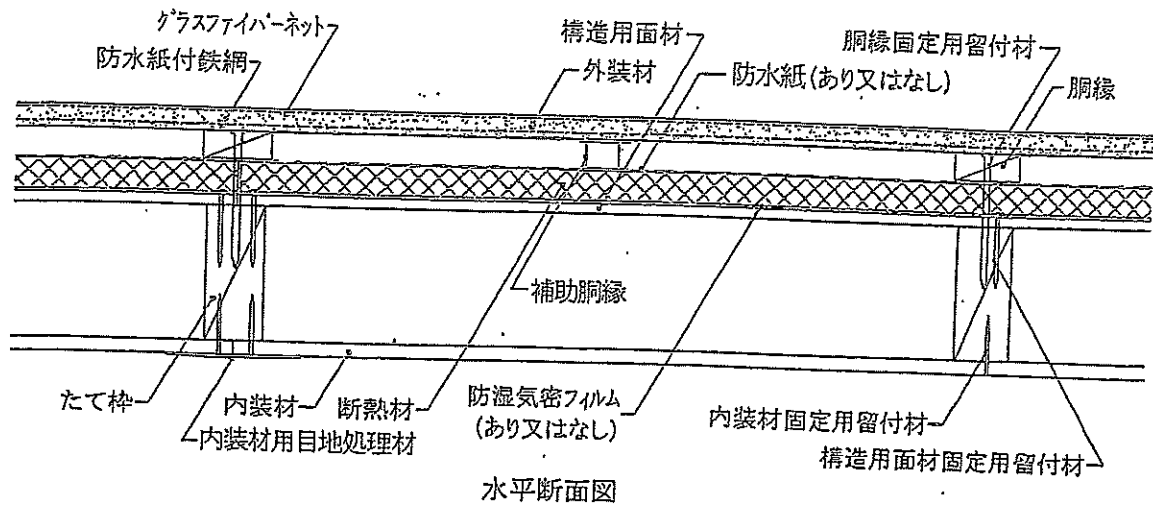 グラスファイバーネット
防水紙付鉄網
構造用面材
外装材
胴縁固定用留付材
防水紙(あり又はなし)
胴縁
補助胴縁
たて枠
内装材
内装材用目地処理材
断熱材
防湿気密フィルム
(あり又はなし)
内装材固定用留付材
構造用面材固定用留付材
水平断面図